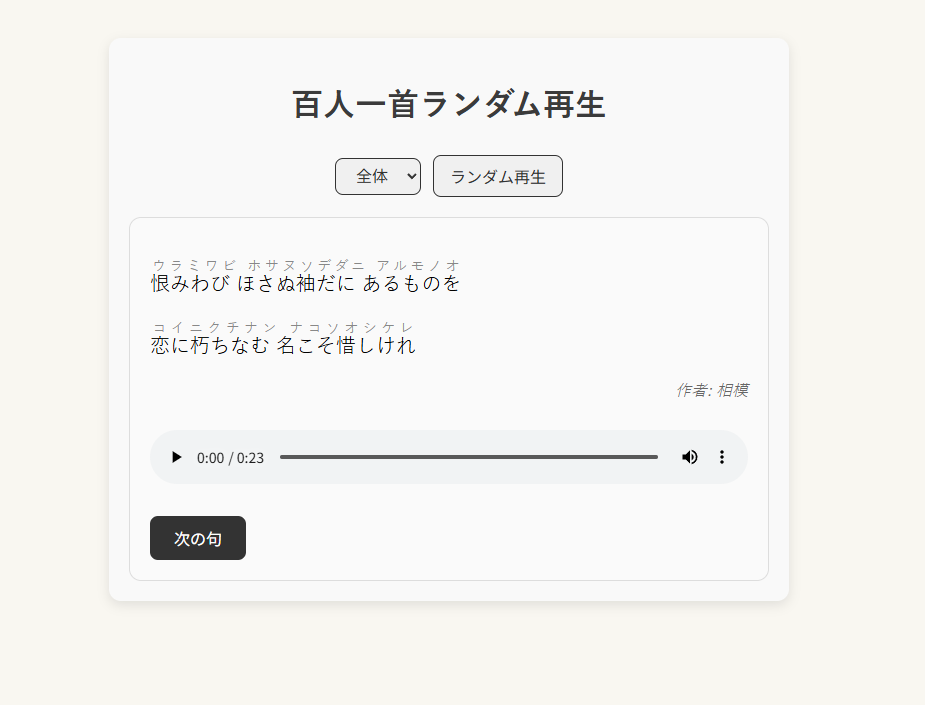 百人一首ランダム再生
全体 ランダム再生
ウラミワビ ホサヌソデダニ アルモノオ
恨みわび ほさぬ袖だに あるものを
コイニクチナン ナコソオシケレ
恋に朽ちなむ 名こそ惜しけれ
作者: 相模
0:00 / 0:23
次の句